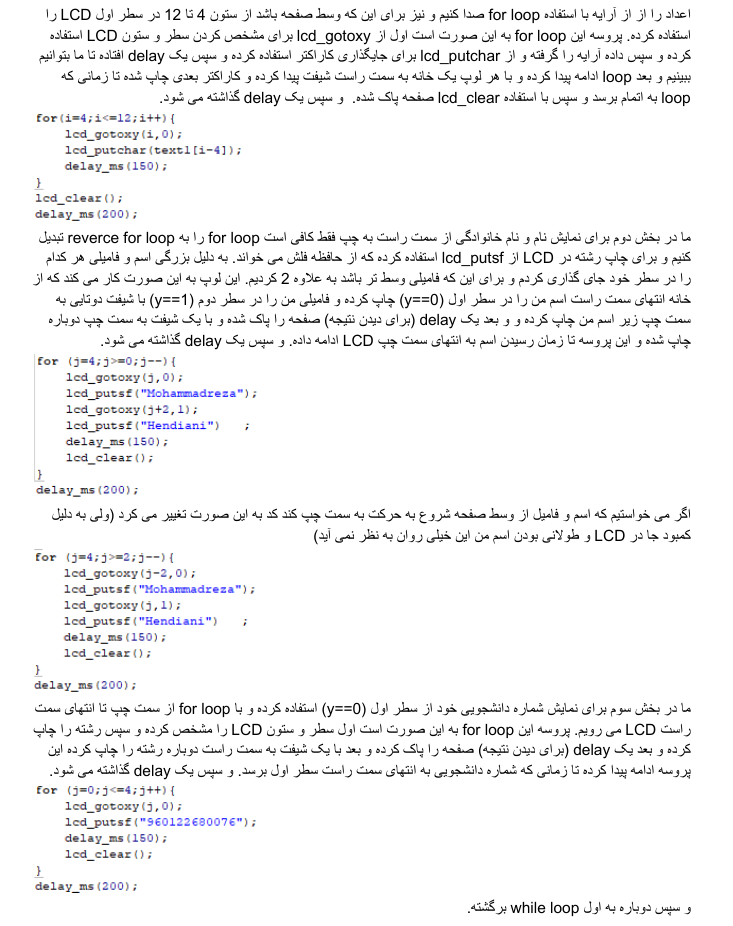 اعداد را از از آرایه با استفاده for loop صدا کنیم و نیز برای این که وسط صفحه باشد از ستون 4 تا 12 در سطر اول LCD را
استفاده کرده. پروسه این for loop به این صورت است اول از lcd_gotoxy برای مشخص کردن سطر و ستون LCD استفاده
کرده و سپس داده آرایه را گرفته و از lcd_putchar برای جایگذاری کاراکتر استفاده کرده و سپس یک delay افتاده تا ما بتوانیم
ببینیم و بعد loop ادامه پیدا کرده و با هر لوپ یک خانه به سمت راست شیفت پیدا کرده و کاراکتر بعدی چاپ شده تا زمانی که
loop به اتمام برسد و سپس با استفاده lcd_clear صفحه پاک شده. و سپس یک delay گذاشته می شود.
for(i=4;i<=12;i++){
lcd_gotoxy(i,0);
lcd_putchar(text1[i-4]);
delay_ms(150);
}
lcd_clear();
delay_ms(200);
ما در بخش دوم برای نمایش نام و نام خانوادگی از سمت راست به چپ فقط کافی است for loop را به reverce for loop تبدیل
کنیم و برای چاپ رشته در LCD از lcd_putsf استفاده کرده که از حافظه فلش می خواند. به دلیل بزرگی اسم و فامیلی هر کدام
را در سطر خود جای گذاری کردم و برای این که فامیلی وسط تر باشد به علاوه 2 کردیم. این لوپ به این صورت کار می کند که از
خانه انتهای سمت راست اسم من را در سطر اول (y==0) چاپ کرده و فامیلی من را در سطر دوم (y==1) با شیفت دوتایی به
سمت چپ زیر اسم من چاپ کرده و و بعد یک delay (برای دیدن نتیجه) صفحه را پاک شده و با یک شیفت به سمت چپ دوباره
چاپ شده و این پروسه تا زمان رسیدن اسم به انتهای سمت چپ LCD ادامه داده. و سپس یک delay گذاشته می شود.
for (j=4;j>=0;j--){
lcd_gotoxy(j,0);
lcd_putsf("Mohammadreza");
lcd_gotoxy(j+2,1);
lcd_putsf("Hendiani")   ;
delay_ms(150);
lcd_clear();
}
delay_ms(200);
اگر می خواستیم که اسم و فامیل از وسط صفحه شروع به حرکت به سمت چپ کند کد به این صورت تغییر می کرد (ولی به دلیل
کمبود جا در LCD و طولانی بودن اسم من این خیلی روان به نظر نمی آید)
for (j=4;j>=2;j--){
lcd_gotoxy(j-2,0);
lcd_putsf("Mohammadreza");
lcd_gotoxy(j,1);
lcd_putsf("Hendiani")   ;
delay_ms(150);
lcd_clear();
}
delay_ms(200);
ما در بخش سوم برای نمایش شماره دانشجویی خود از سطر اول (y==0) استفاده کرده و با for loop از سمت چپ تا انتهای سمت
راست LCD می رویم. پروسه این for loop به این صورت است اول سطر و ستون LCD را مشخص کرده و سپس رشته را چاپ
کرده و بعد یک delay (برای دیدن نتیجه) صفحه را پاک کرده و بعد با یک شیفت به سمت راست دوباره رشته را چاپ کرده این
پروسه ادامه پیدا کرده تا زمانی که شماره دانشجویی به انتهای سمت راست سطر اول برسد. و سپس یک delay گذاشته می شود.
for (j=0;j<=4;j++){
lcd_gotoxy(j,0);
lcd_putsf("960122680076");
delay_ms(150);
lcd_clear();
}
delay_ms(200);
و سپس دوباره به اول while loop برگشته.